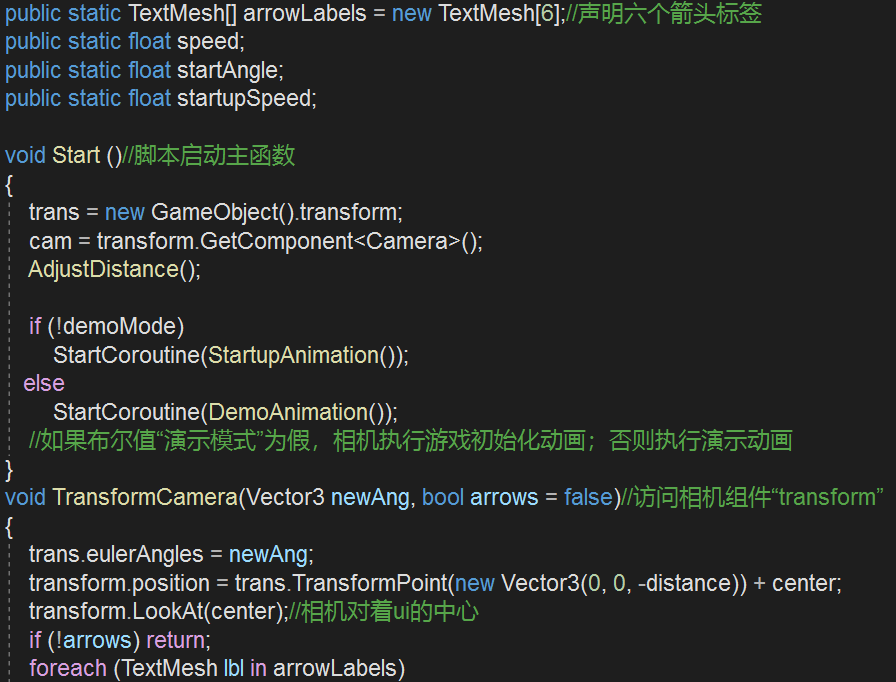 public static TextMesh[] arrowLabels = new TextMesh[6];//声明六个箭头标签
public static float speed;
public static float startAngle;
public static float startupSpeed;
void Start ()//脚本启动主函数
{
trans = new GameObject().transform;
cam = transform.GetComponent<Camera>();
AdjustDistance();
if (!demoMode)
StartCoroutine(StartupAnimation());
else
StartCoroutine(DemoAnimation());
//如果布尔值“演示模式”为假，相机执行游戏初始化动画；否则执行演示动画
}
void TransformCamera(Vector3 newAng, bool arrows = false)//访问相机组件“transform”
{
trans.eulerAngles = newAng;
transform.position = trans.TransformPoint(new Vector3(0, 0, -distance)) + center;
transform.LookAt(center);//相机对着ui的中心
if (!arrows) return;
foreach (TextMesh lbl in arrowLabels)